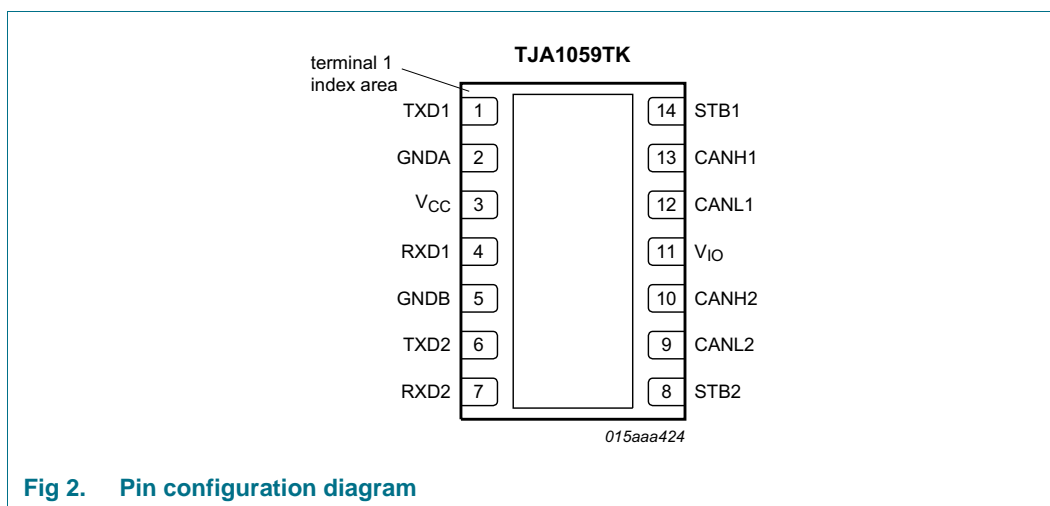 TJA1059TK
terminal 1
index area
TXD1 1 14 STB1
GNDA 2 13 CANH1
VCC 3 12 CANL1
RXD1 4 11 VIO
GNDB 5 10 CANH2
TXD2 6 9 CANL2
RXD2 7 8 STB2
015aaa424
Fig 2. Pin configuration diagram